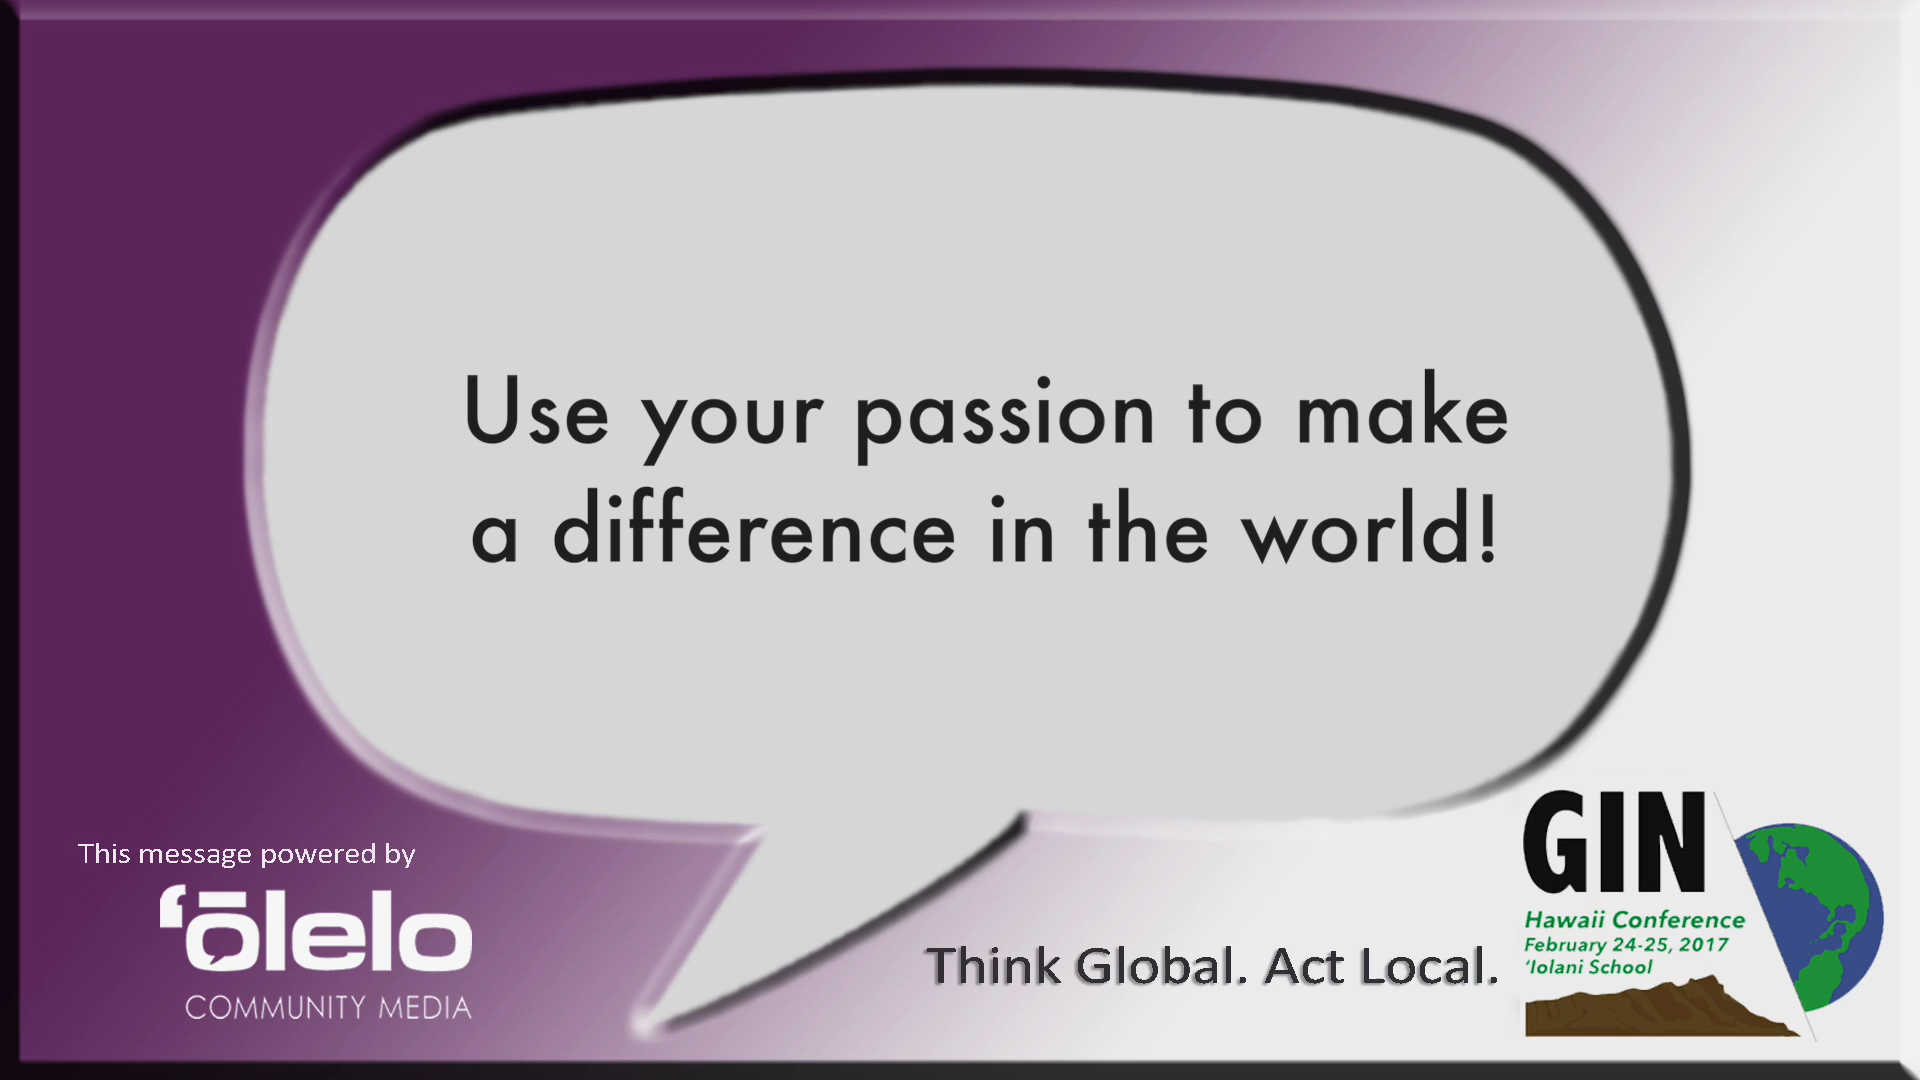 Use your passion to make
a difference in the world!
This message powered by
ʻōlelo
COMMUNITY MEDIA
Think Global. Act Local.
GIN
Hawaii Conference
February 24-25, 2017
‘Iolani School